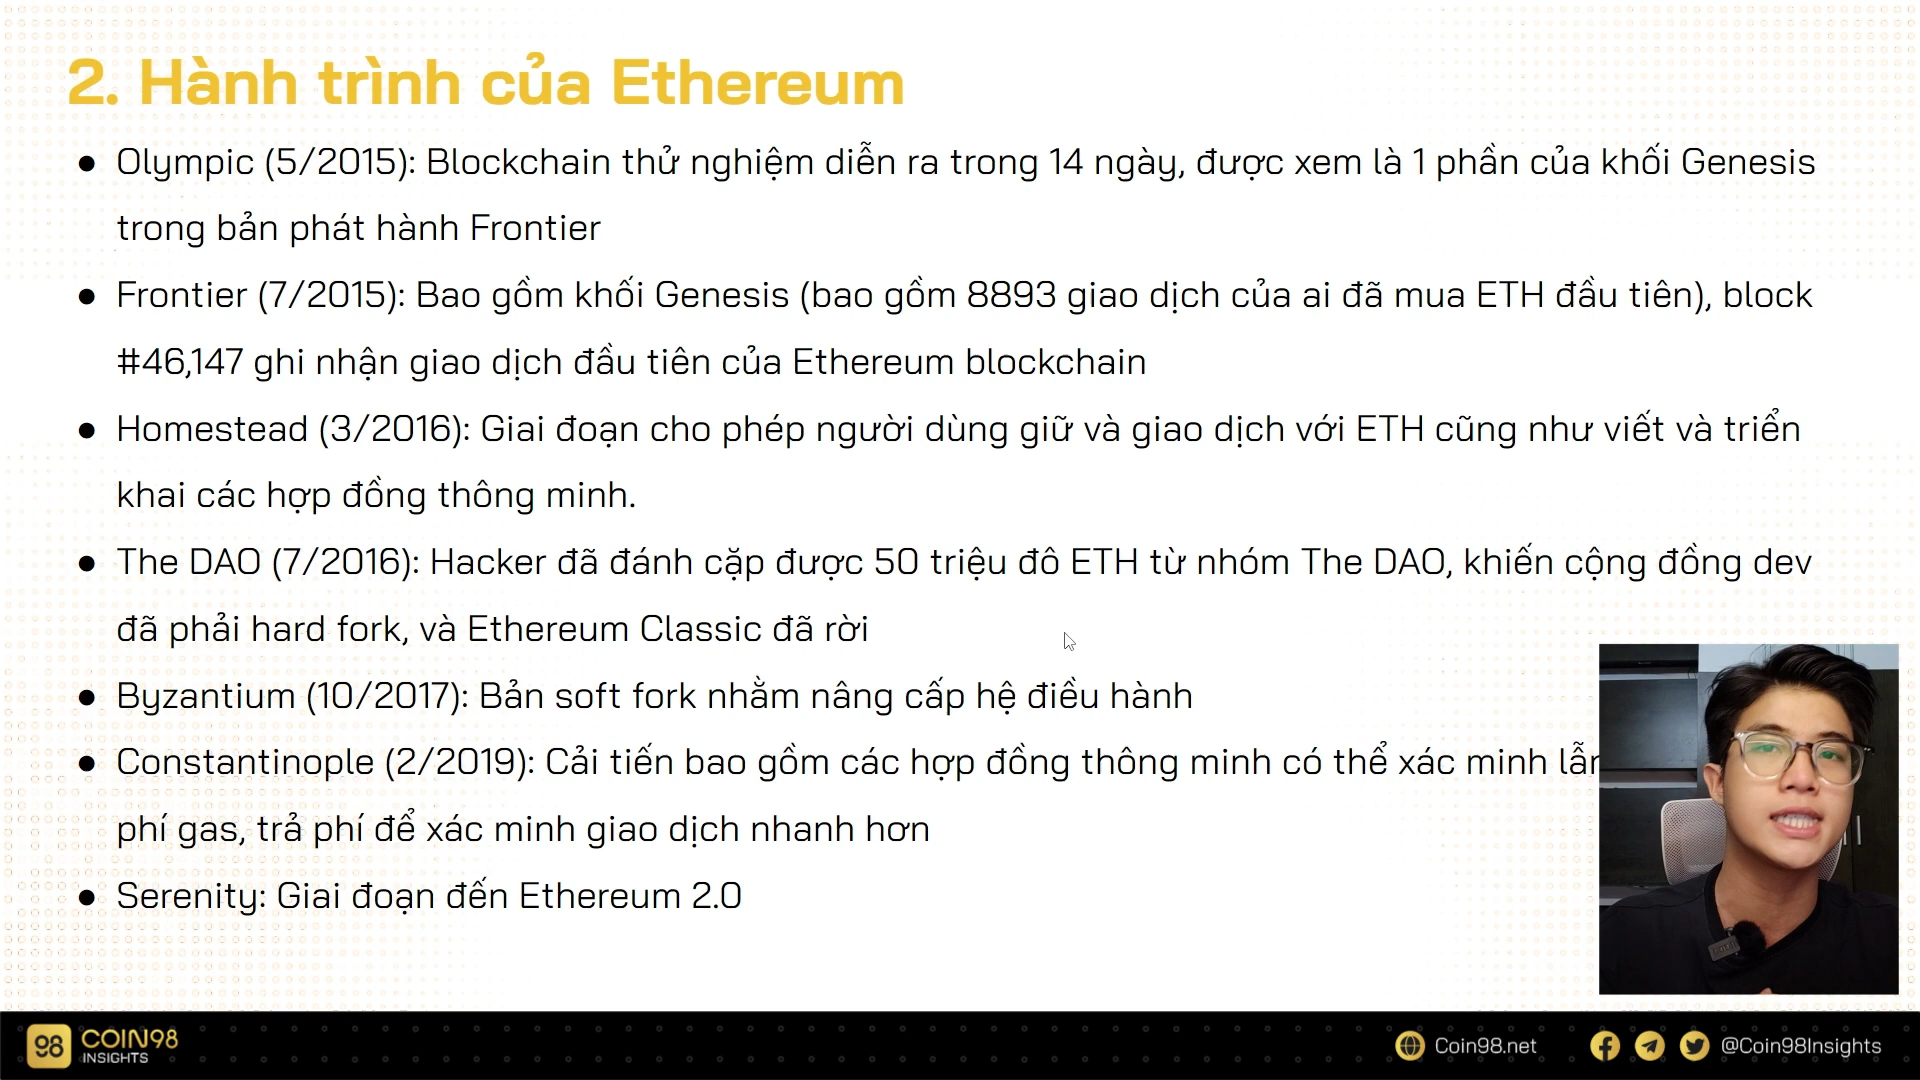 2. Hành trình của Ethereum
● Olympic (5/2015): Blockchain thử nghiệm diễn ra trong 14 ngày, được xem là 1 phần của khối Genesis
trong bản phát hành Frontier
● Frontier (7/2015): Bao gồm khối Genesis (bao gồm 8893 giao dịch của ai đã mua ETH đầu tiên), block
#46,147 ghi nhận giao dịch đầu tiên của Ethereum blockchain
● Homestead (3/2016): Giai đoạn cho phép người dùng giữ và giao dịch với ETH cũng như viết và triển
khai các hợp đồng thông minh.
● The DAO (7/2016): Hacker đã đánh cặp được 50 triệu đô ETH từ nhóm The DAO, khiến cộng đồng dev
đã phải hard fork, và Ethereum Classic đã rời
● Byzantium (10/2017): Bản soft fork nhằm nâng cấp hệ điều hành
● Constantinople (2/2019): Cải tiến bao gồm các hợp đồng thông minh có thể xác minh
phí gas, trả phí để xác minh giao dịch nhanh hơn
● Serenity: Giai đoạn đến Ethereum 2.0
98 COIN98
INSIGHTS
Coin98.net
@Coin98Insights